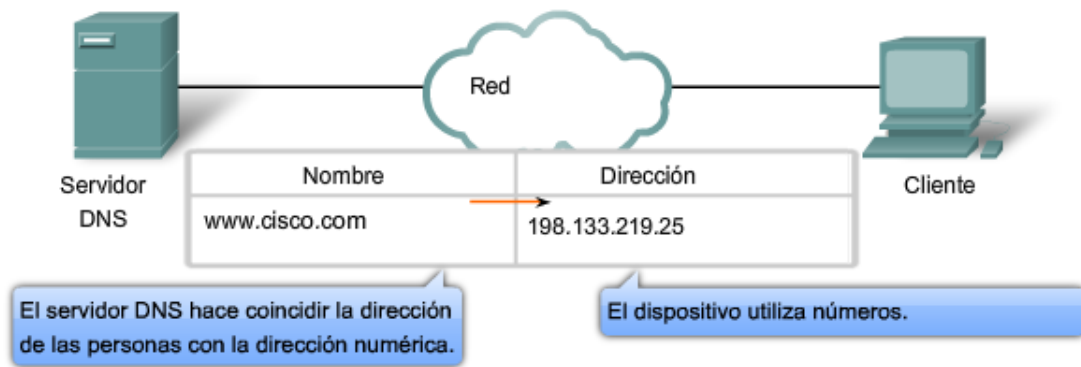 Red
Servidor
DNS
Cliente
Nombre
Dirección
www.cisco.com
198.133.219.25
El servidor DNS hace coincidir la dirección
de las personas con la dirección numérica.
El dispositivo utiliza números.